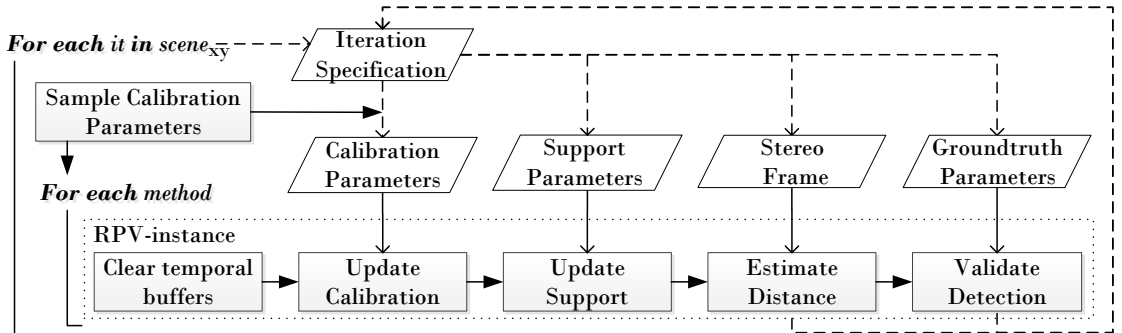 For each it in scene_xy
Iteration
Specification
Sample Calibration
Parameters
Calibration
Parameters
Support
Parameters
Stereo
Frame
Groundtruth
Parameters
For each method
RPV-instance
Clear temporal
buffers
Update
Calibration
Update
Support
Estimate
Distance
Validate
Detection